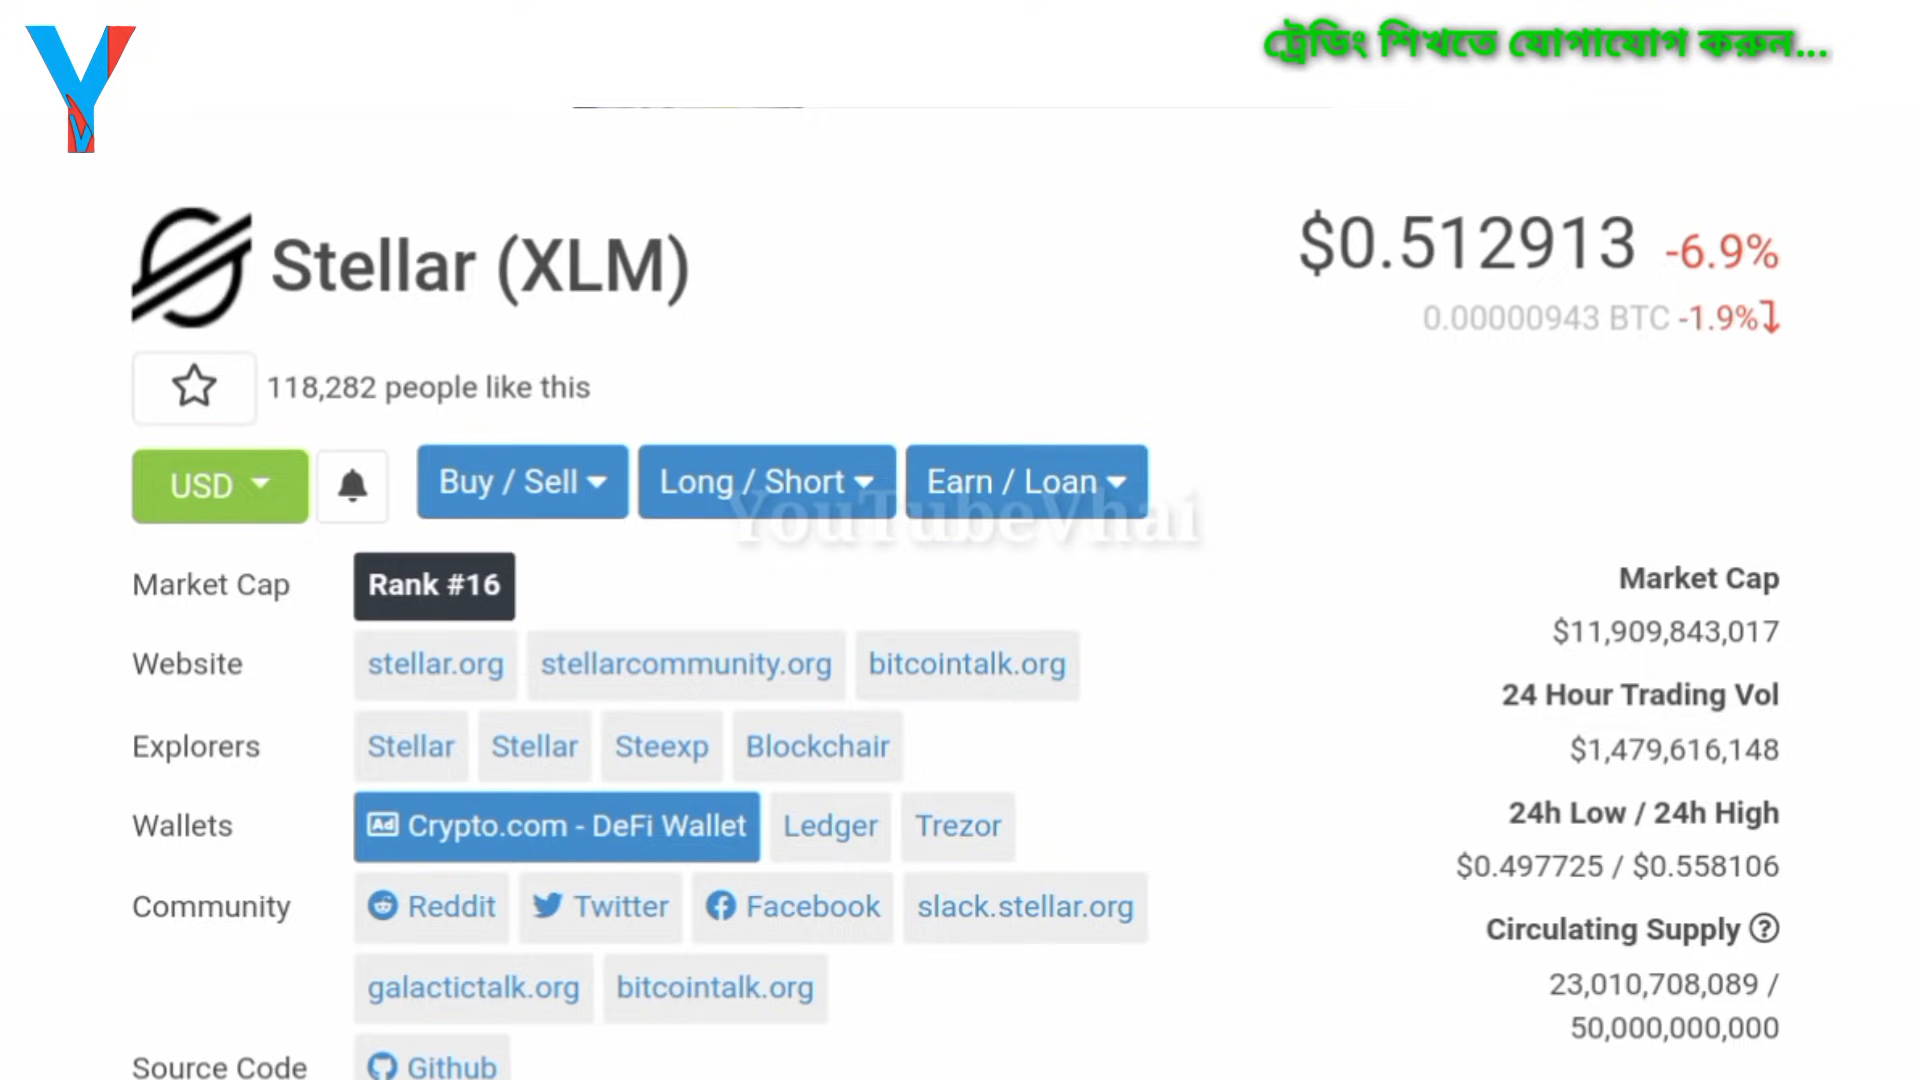 ট্রেডিং শিখতে যোগাযোগ করুন...
Stellar (XLM)
$0.512913 -6.9%
0.00000943 BTC -1.9%
118,282 people like this
USD
Buy / Sell
Long / Short
Earn / Loan
YouTubeVhai
Market Cap Rank #16
Website stellar.org stellarcommunity.org bitcointalk.org
Explorers Stellar Stellar Steexp Blockchair
Wallets Ad Crypto.com - DeFi Wallet Ledger Trezor
Community Reddit Twitter Facebook slack.stellar.org
galactictalk.org bitcointalk.org
Source Code Github
Market Cap
$11,909,843,017
24 Hour Trading Vol
$1,479,616,148
24h Low / 24h High
$0.497725 / $0.558106
Circulating Supply ?
23,010,708,089 /
50,000,000,000